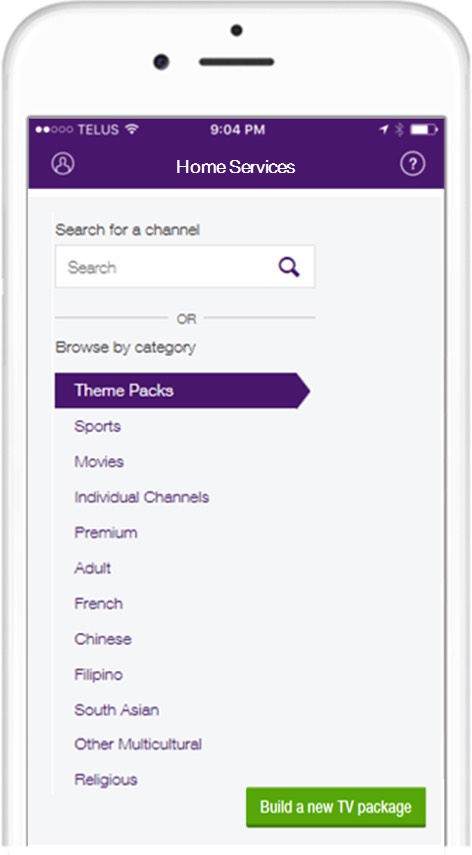 TELUS 9:04 PM
Home Services
?
Search for a channel
Search
OR
Browse by category
Theme Packs
Sports
Movies
Individual Channels
Premium
Adult
French
Chinese
Filipino
South Asian
Other Multicultural
Religious
Build a new TV package